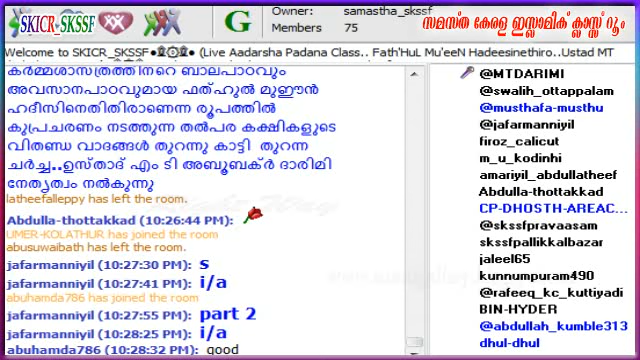 SKICR-SKSSF
G
Owner samastha_skssf
Members 75
സമസ്ത കേരള ഇസ്ലാമിക് ക്ലാസ്സ് റൂം
Welcome to SKICR_SKSSF (Live Aadarsha Padana Class.. Fath'HuL Mu'eeN Hadeesinethiro..Ustad MT
കർമ്മശാസ്ത്രത്തിന്റെ ബാലപാഠവും
അവസാനപാഠവുമായ ഫത്ഹുൽ മുഈൻ
ഹദീസിനെതിതിരാണെന്ന രൂപത്തിൽ
കുപ്രചരണം നടത്തുന്ന തൽപര കക്ഷികളുടെ
വിതണ്ഡ വാദങ്ങൾ തുറന്നു കാട്ടി തുറന്ന
ചർച്ച..ഉസ്താദ് എം ടി അബൂബക്ർ ദാരിമി
നേതൃത്വം നൽകുന്നു
latheefalleppy has left the room.
Abdulla-thottakkad (10:26:44 PM):
UMER-KOLATHUR has joined the room
abusuwaibath has left the room.
jafarmanniyil (10:27:30 PM): s
jafarmanniyil (10:27:41 PM): i/a
abuhamda786 has joined the room
jafarmanniyil (10:27:55 PM): part 2
jafarmanniyil (10:28:25 PM): i/a
abuhamda786 (10:28:32 PM): good
@MTDARIMI
@swalih_ottappalam
@musthafa-musthu
@jafarmanniyil
firoz_calicut
m_u_kodinhi
amariyil_abdullatheef
Abdulla-thottakkad
CP-DHOSTH-AREAC...
@skssfpravaasam
skssfpallikkalbazar
jaleel65
kunnumpuram490
@rafeeq_kc_kuttiyadi
BIN-HYDER
@abdullah_kumble313
dhul-dhul